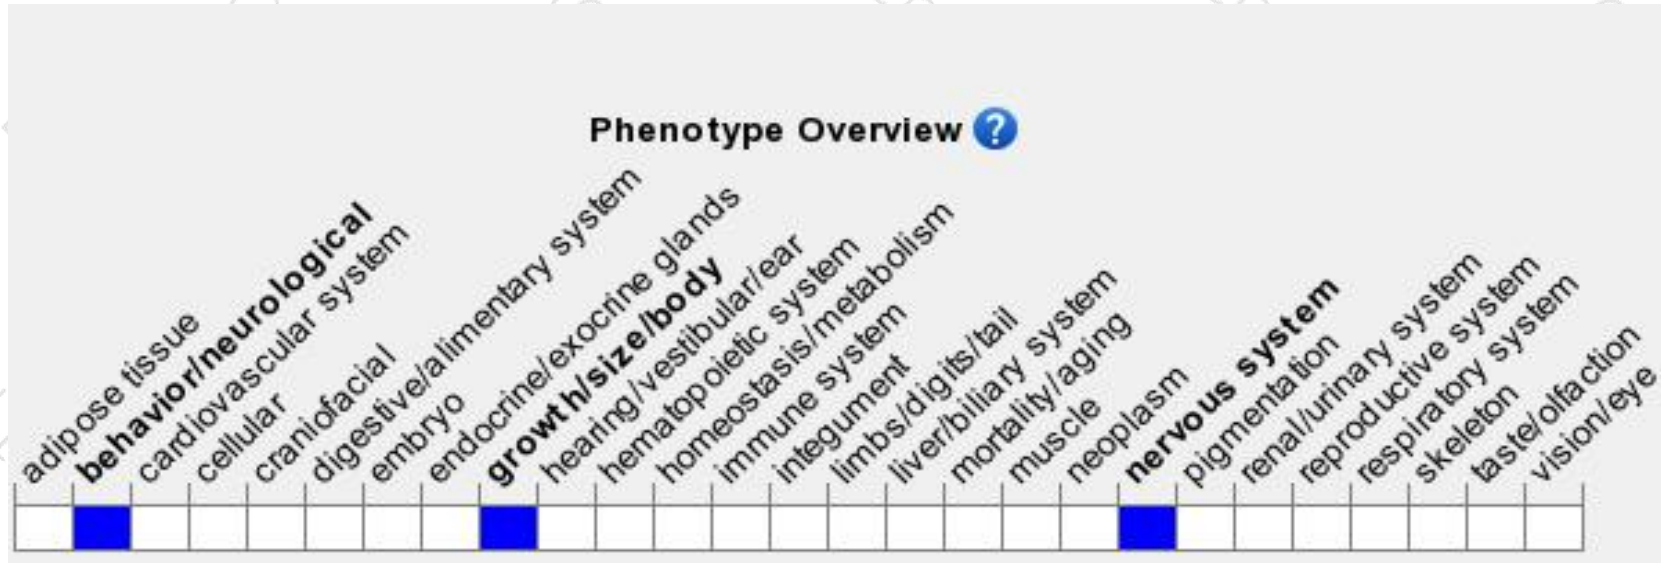 Phenotype Overview ?
adipose tissue
behavior/neurological
cardiovascular system
cellular
craniofacial
digestive/alimentary system
embryo
endocrine/exocrine glands
growth/size/body
hearing/vestibular/ear
hematopoietic system
homeostasis/metabolism
immune system
integument
limbs/digits/tail
liver/biliary system
mortality/aging
muscle
neoplasm
nervous system
pigmentation
renal/urinary system
reproductive system
respiratory system
skeleton
taste/olfaction
vision/eye